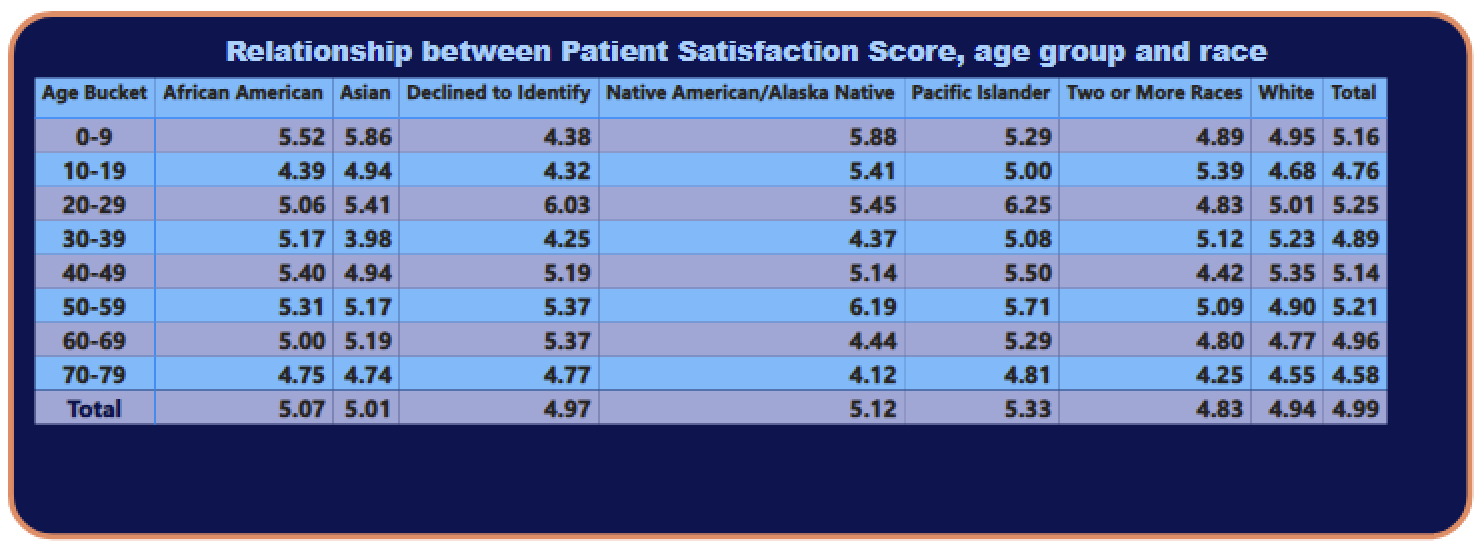 Relationship between Patient Satisfaction Score, age group and race
Age Bucket African American Asian Declined to Identify Native American/Alaska Native Pacific Islander Two or More Races White Total
0-9 5.52 5.86 4.38 5.88 5.29 4.89 4.95 5.16
10-19 4.39 4.94 4.32 5.41 5.00 5.39 4.68 4.76
20-29 5.06 5.41 6.03 5.45 6.25 4.83 5.01 5.25
30-39 5.17 3.98 4.25 4.37 5.08 5.12 5.23 4.89
40-49 5.40 4.94 5.19 5.14 5.50 4.42 5.35 5.14
50-59 5.31 5.17 5.37 6.19 5.71 5.09 4.90 5.21
60-69 5.00 5.19 5.37 4.44 5.29 4.80 4.77 4.96
70-79 4.75 4.74 4.77 4.12 4.81 4.25 4.55 4.58
Total 5.07 5.01 4.97 5.12 5.33 4.83 4.94 4.99